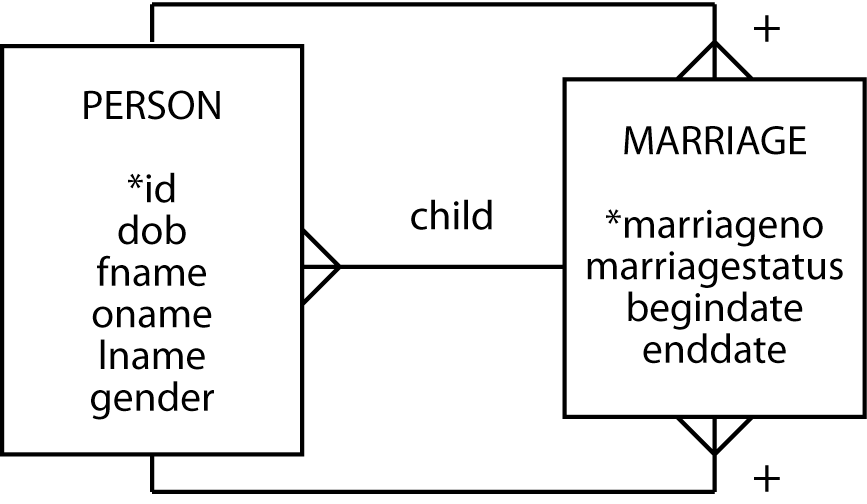 PERSON
*id
dob
fname
oname
lname
gender
child
+
MARRIAGE
*marriageno
marriagestatus
begindate
enddate
+